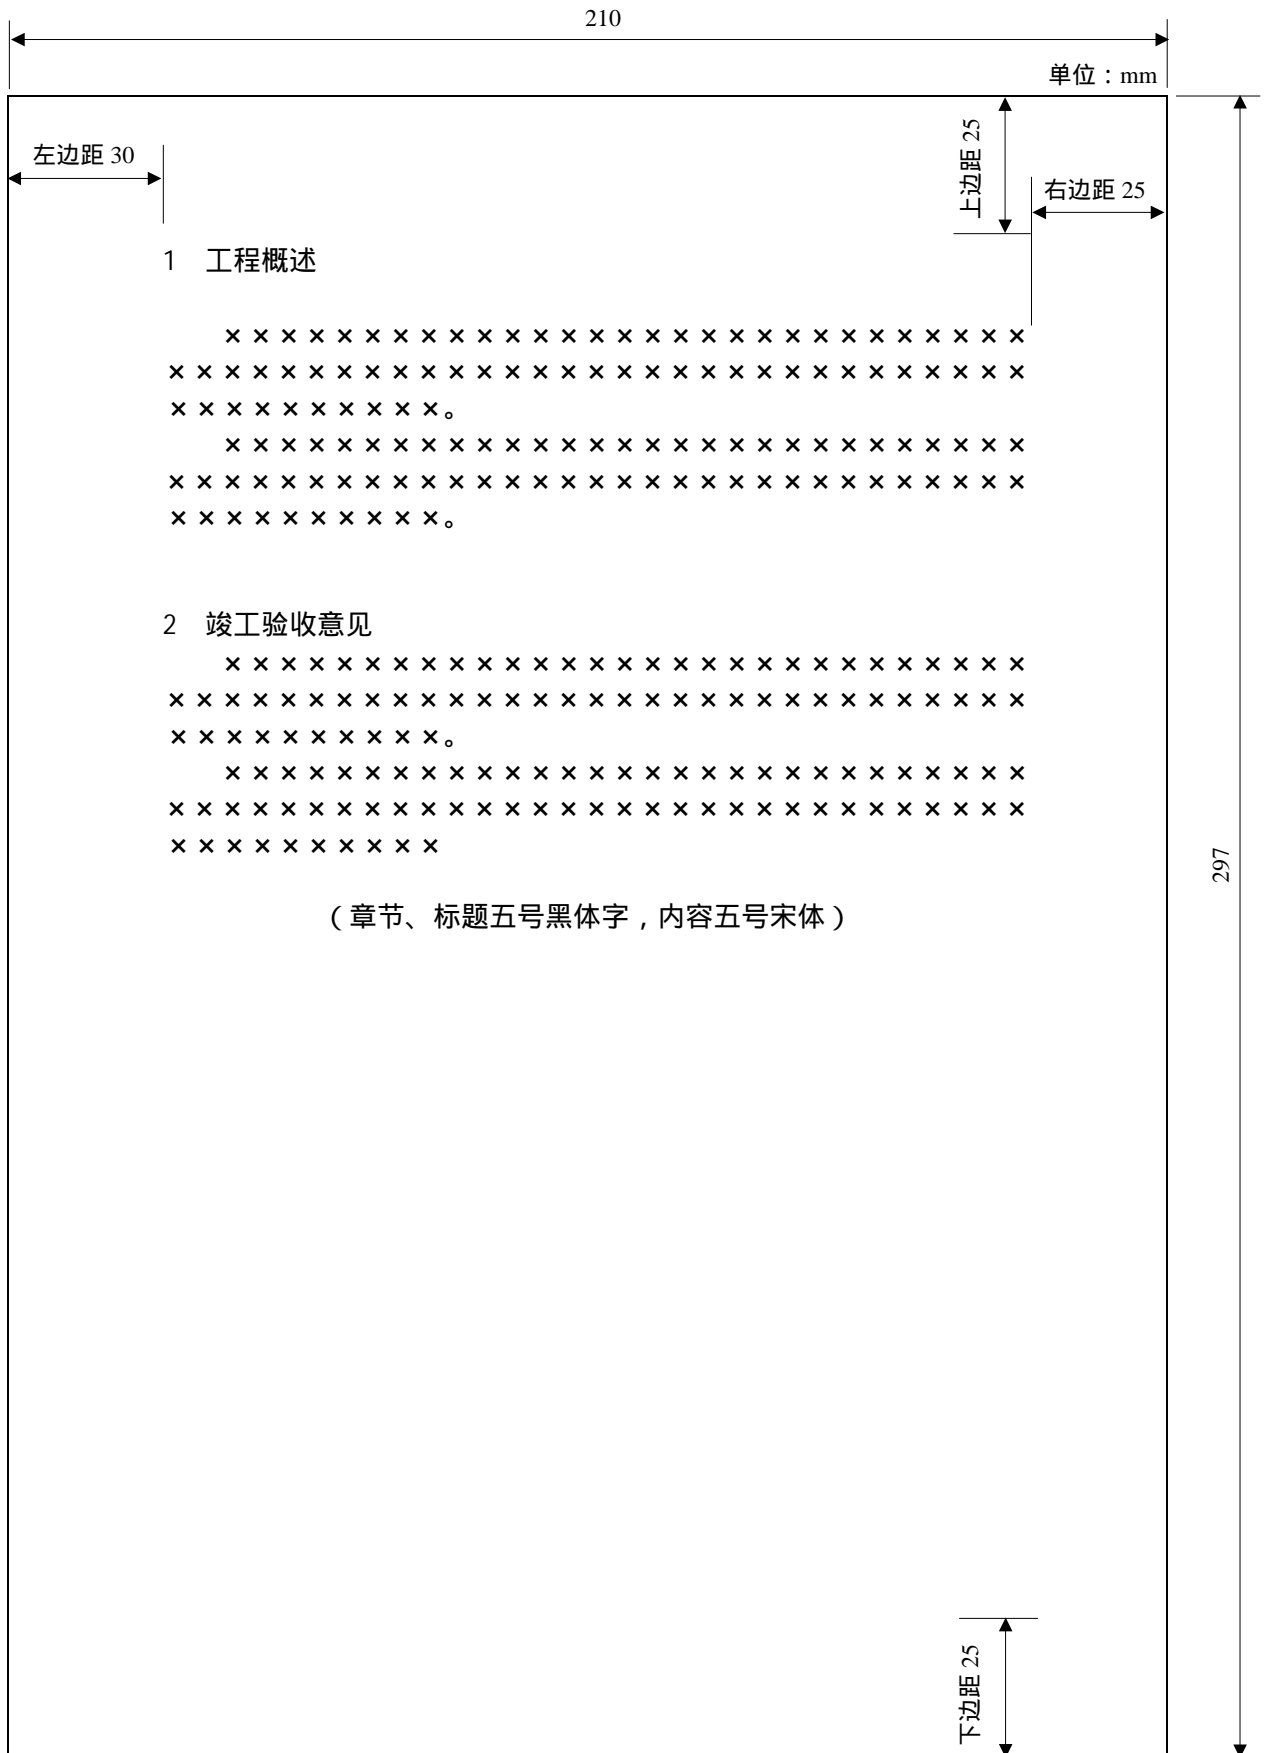 210
单位：mm
上边距 25
左边距 30
右边距 25
1 工程概述
×××××××××××××××××××××××××××××
×××××××××××××××××××××××××××××××
××××××××××。
×××××××××××××××××××××××××××××
×××××××××××××××××××××××××××××××
××××××××××。
2 竣工验收意见
×××××××××××××××××××××××××××××
×××××××××××××××××××××××××××××××
××××××××××。
×××××××××××××××××××××××××××××
×××××××××××××××××××××××××××××××
××××××××××
297
（章节、标题五号黑体字，内容五号宋体）
下边距 25